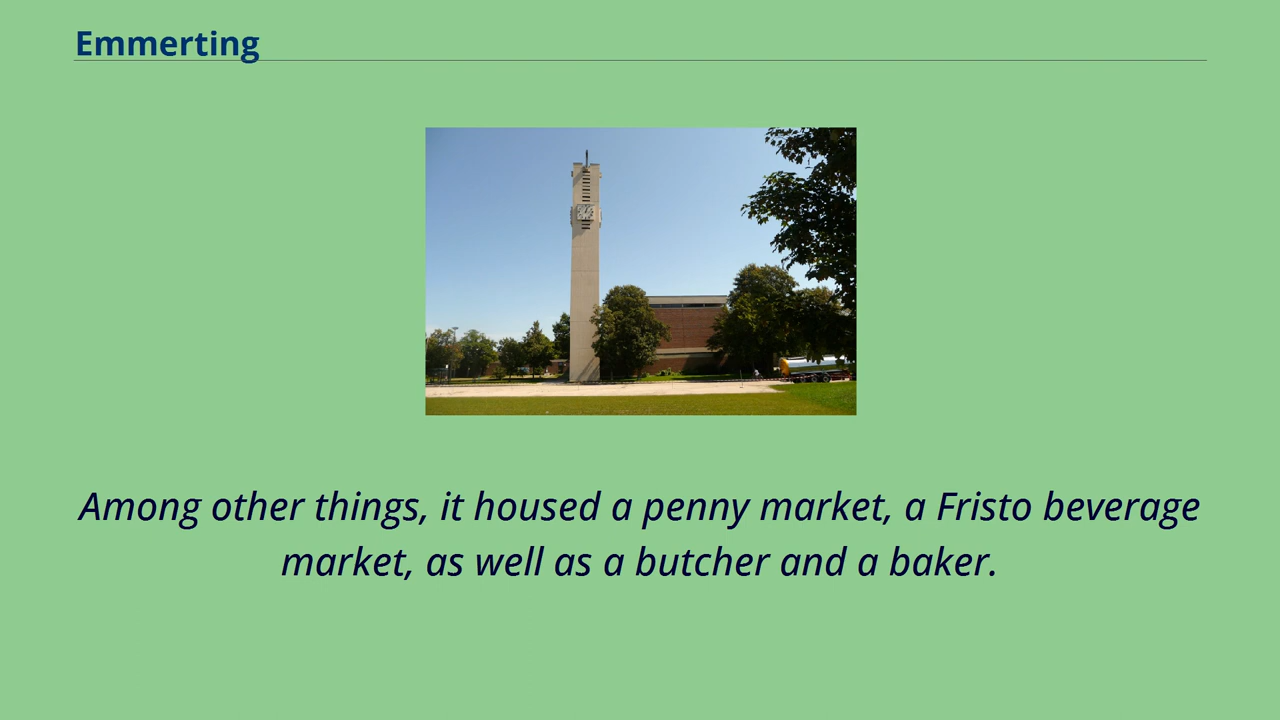 Emmerting
Among other things, it housed a penny market, a Fristo beverage
market, as well as a butcher and a baker.